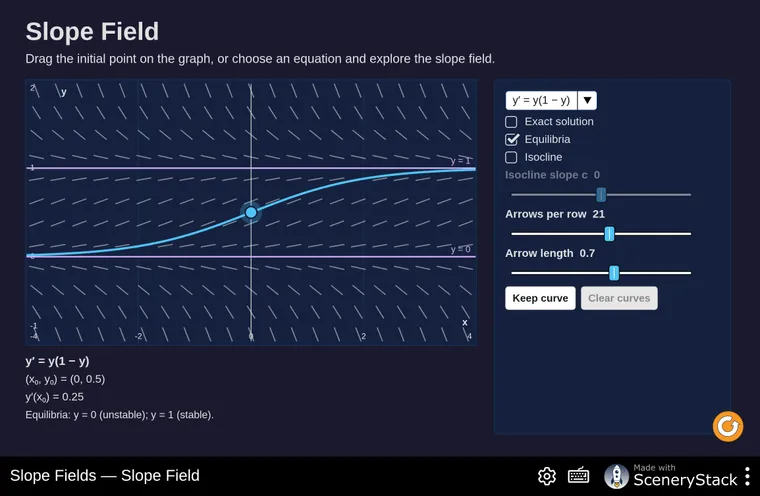 Slope Field
Drag the initial point on the graph, or choose an equation and explore the slope field.
2
y
y = 1
1
y = 0
0
-1
x
-4
-2
0
2
4
y′ = y(1 − y)
Exact solution
Equilibria
Isocline
Isocline slope c 0
Arrows per row 21
Arrow length 0.7
Keep curve
Clear curves
y′ = y(1 − y)
(x₀, y₀) = (0, 0.5)
y′(x₀) = 0.25
Equilibria: y = 0 (unstable); y = 1 (stable).
Slope Fields — Slope Field
Made with
SceneryStack